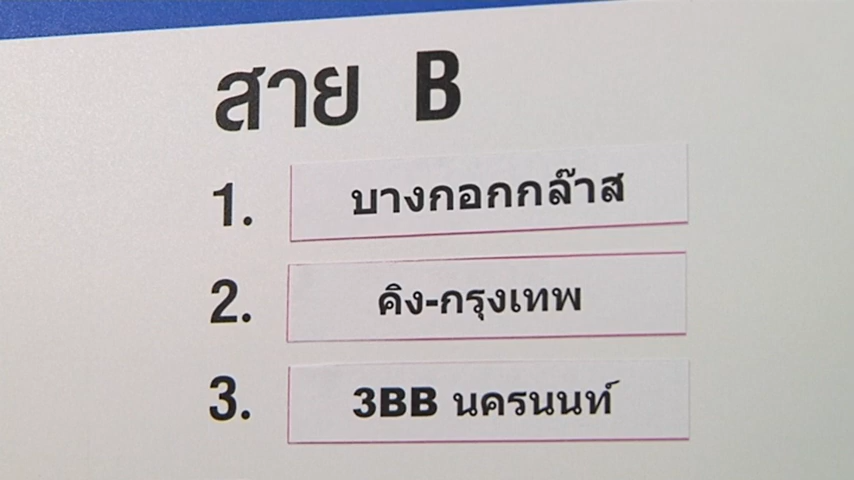 สาย B
1. บางกอกกล๊าส
2. คิง-กรุงเทพ
3. 3BB นครนนท์